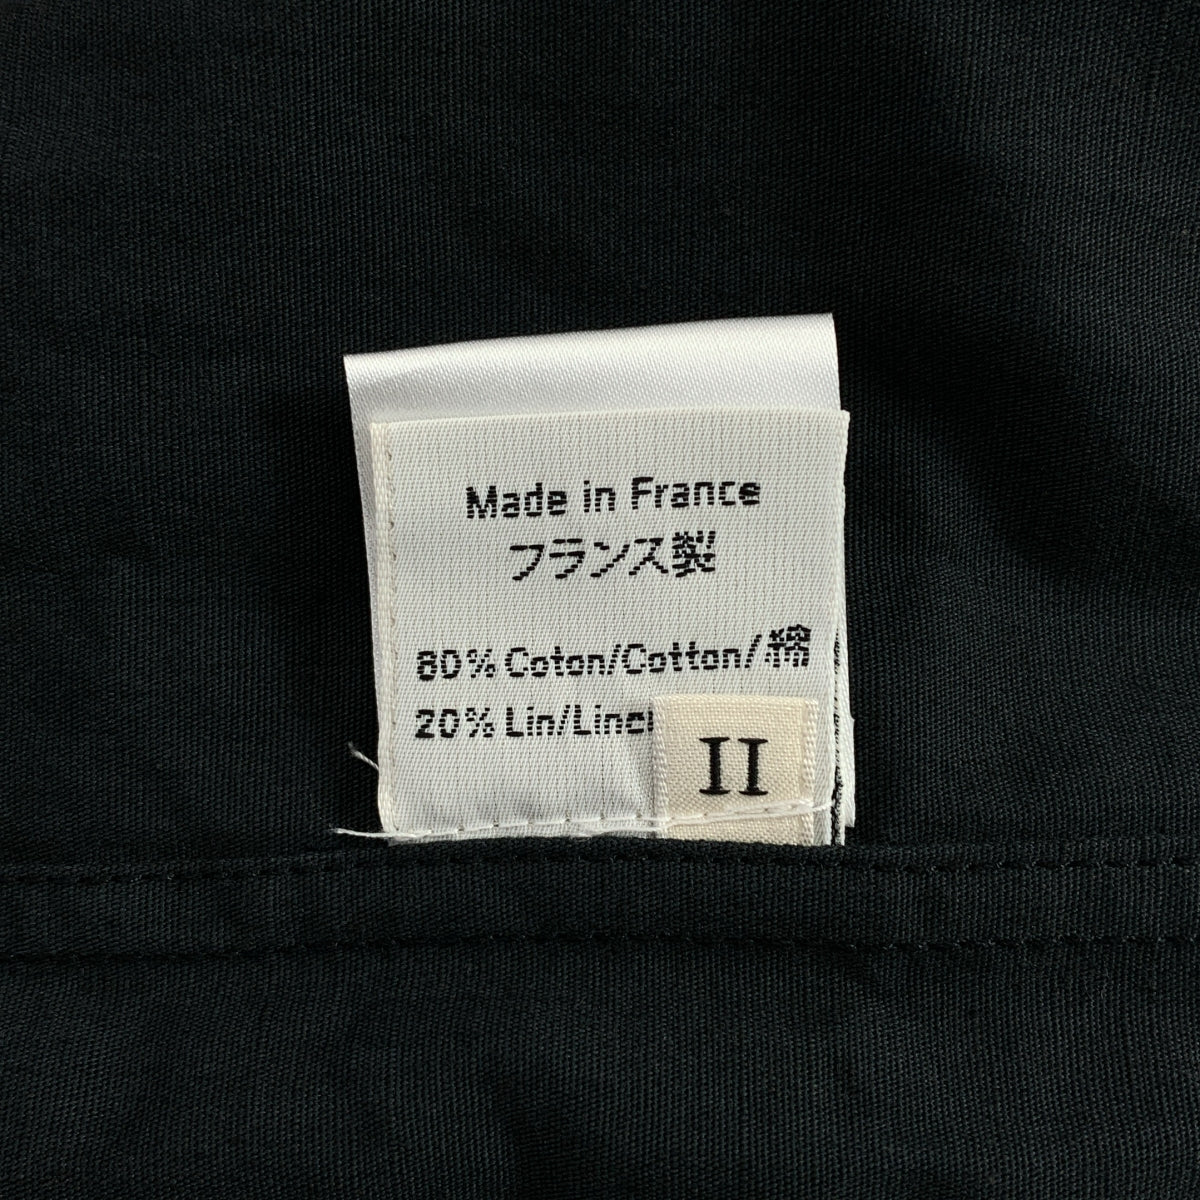 Made in France
フランス製
80% Coton/Cotton/綿
20% Lin/Linen
II